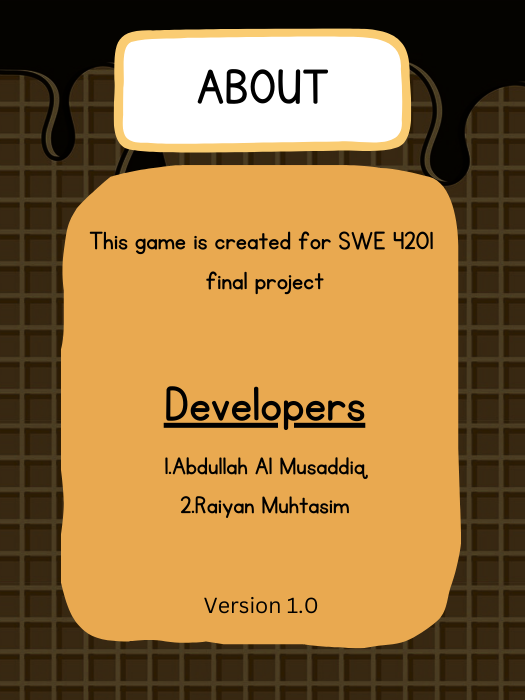 ABOUT
This game is created for SWE 4201
final project
Developers
1.Abdullah Al Musaddiq
2.Raiyan Muhtasim
Version 1.0